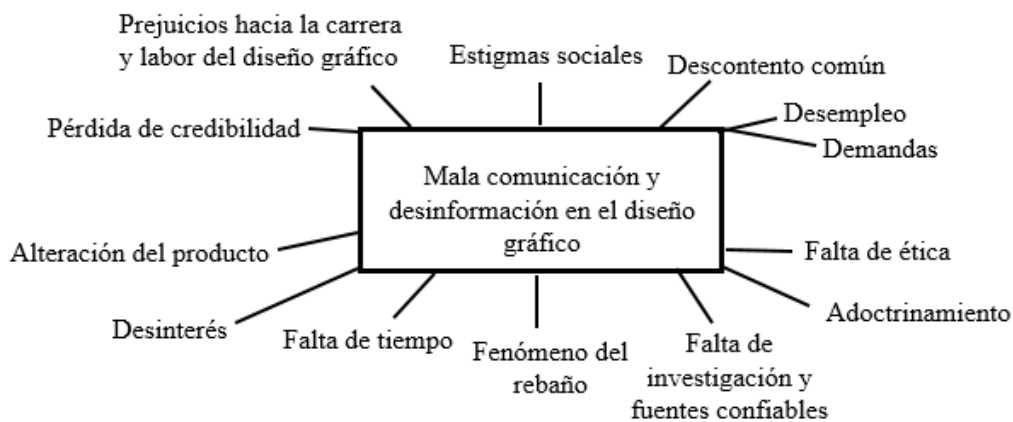 Prejuicios hacia la carrera
y labor del diseño gráfico
Estigmas sociales
Descontento común
Pérdida de credibilidad
Desempleo
Demandas
Mala comunicación y
desinformación en el diseño
gráfico
Alteración del producto
Falta de ética
Desinterés
Adoctrinamiento
Falta de tiempo
Fenómeno del
rebaño
Falta de
investigación y
fuentes confiables